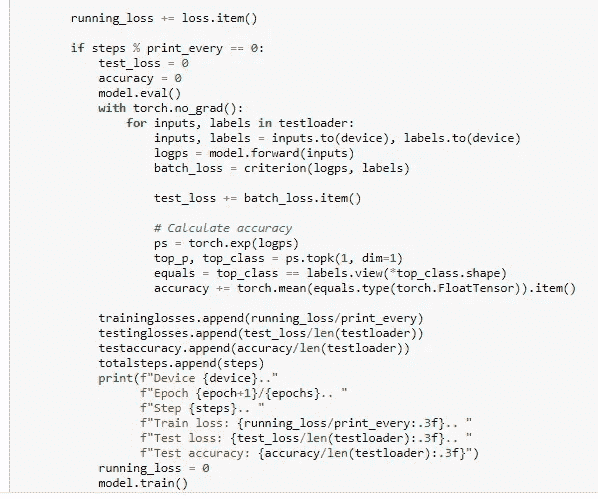 running_loss += loss.item()
if steps % print_every == 0:
test_loss = 0
accuracy = 0
model.eval()
with torch.no_grad():
for inputs, labels in testloader:
inputs, labels = inputs.to(device), labels.to(device)
logps = model.forward(inputs)
batch_loss = criterion(logps, labels)
test_loss += batch_loss.item()
# Calculate accuracy
ps = torch.exp(logps)
top_p, top_class = ps.topk(1, dim=1)
equals = top_class == labels.view(*top_class.shape)
accuracy += torch.mean(equals.type(torch.FloatTensor)).item()
traininglosses.append(running_loss/print_every)
testinglosses.append(test_loss/len(testloader))
testaccuracy.append(accuracy/len(testloader))
totalsteps.append(steps)
print(f"Device {device}.."
f"Epoch {epoch+1}/{epochs}.. "
f"Step {steps}.. "
f"Train loss: {running_loss/print_every:.3f}.. "
f"Test loss: {test_loss/len(testloader):.3f}.. "
f"Test accuracy: {accuracy/len(testloader):.3f}")
running_loss = 0
model.train()